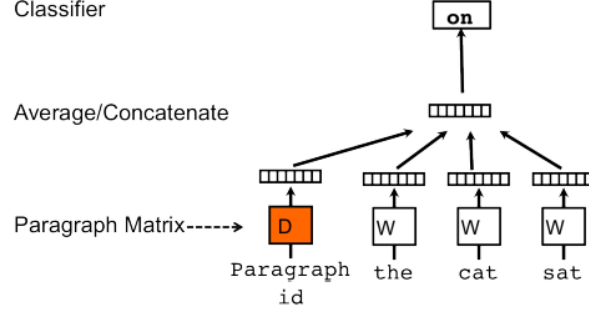 Classifier
on
Average/Concatenate
Paragraph Matrix
D
W
W
W
Paragraph
id
the
cat
sat